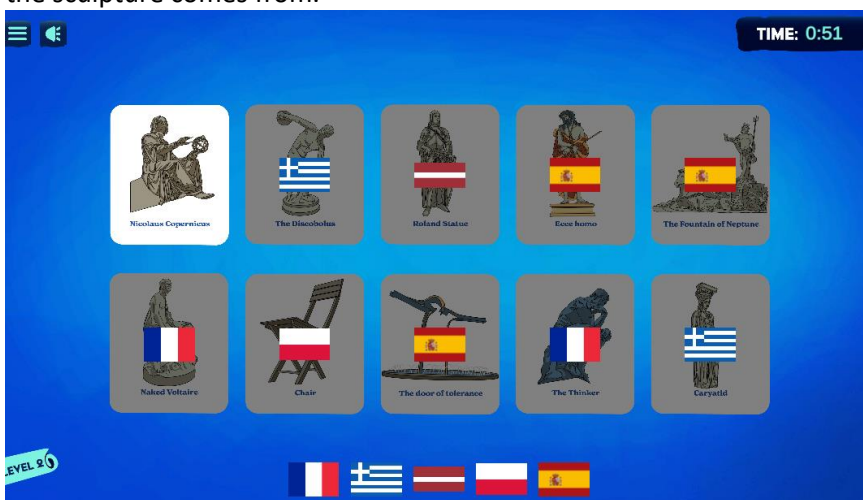 the sculpture comes from.
TIME: 0:51
Nicolaus Copernicus
The Discobolus
Roland Statue
Ecce homo
The Fountain of Neptune
Naked Voltaire
Chair
The door of tolerance
The Thinker
Caryatid
LEVEL 2